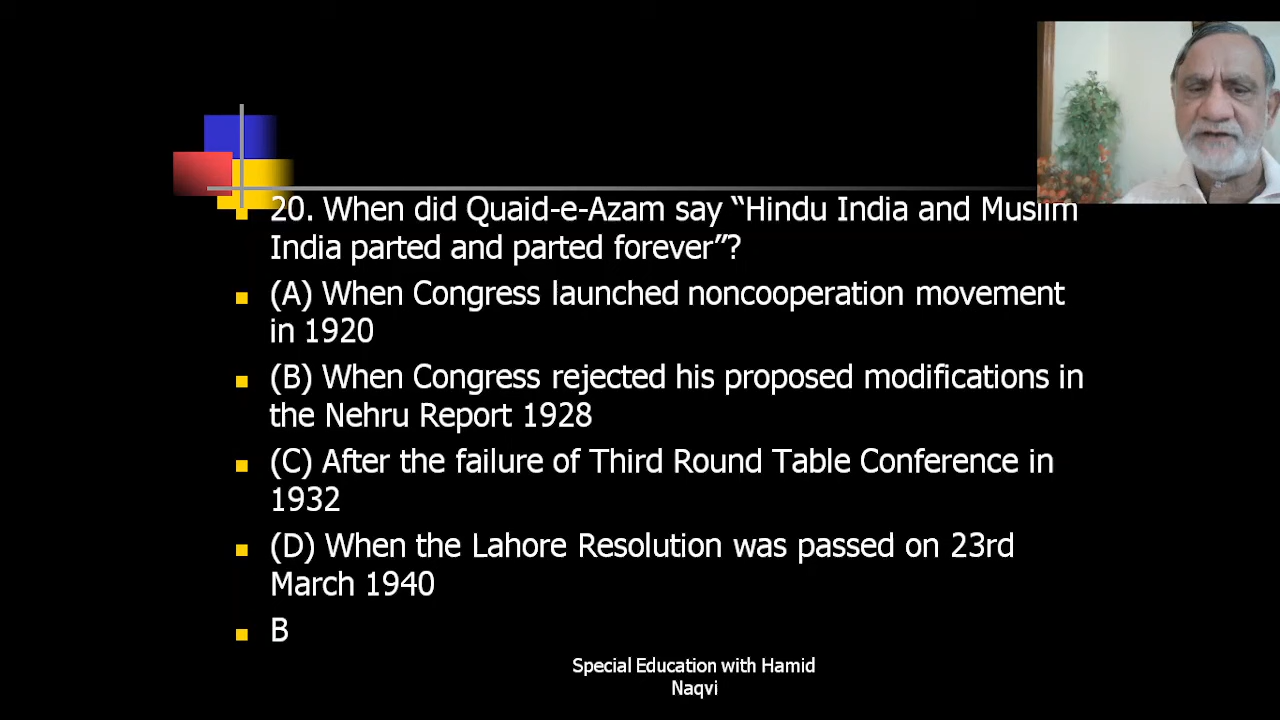 20. When did Quaid-e-Azam say “Hindu India and Muslim
India parted and parted forever”?
(A) When Congress launched noncooperation movement
in 1920
(B) When Congress rejected his proposed modifications in
the Nehru Report 1928
(C) After the failure of Third Round Table Conference in
1932
(D) When the Lahore Resolution was passed on 23rd
March 1940
B
Special Education with Hamid
Naqvi